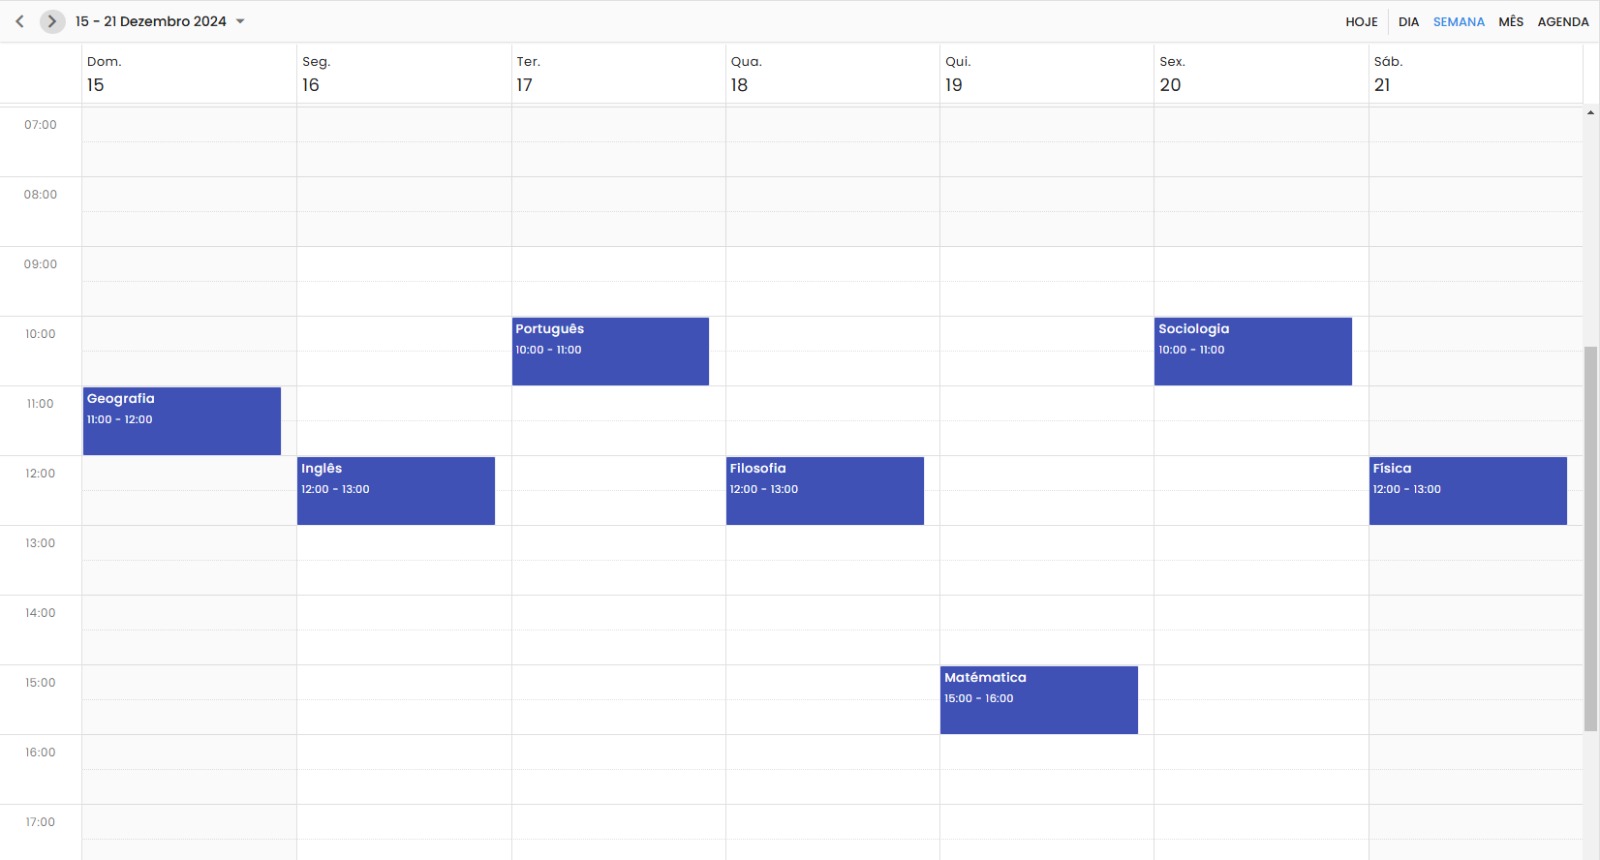 15 - 21 Dezembro 2024
HOJE DIA SEMANA MÊS AGENDA
Dom. Seg. Ter. Qua. Qui. Sex. Sáb.
15 16 17 18 19 20 21
07:00
08:00
09:00
10:00
Português
10:00 - 11:00
Sociologia
10:00 - 11:00
11:00
Geografia
11:00 - 12:00
12:00
Inglês
12:00 - 13:00
Filosofia
12:00 - 13:00
Física
12:00 - 13:00
13:00
14:00
15:00
Matématica
15:00 - 16:00
16:00
17:00